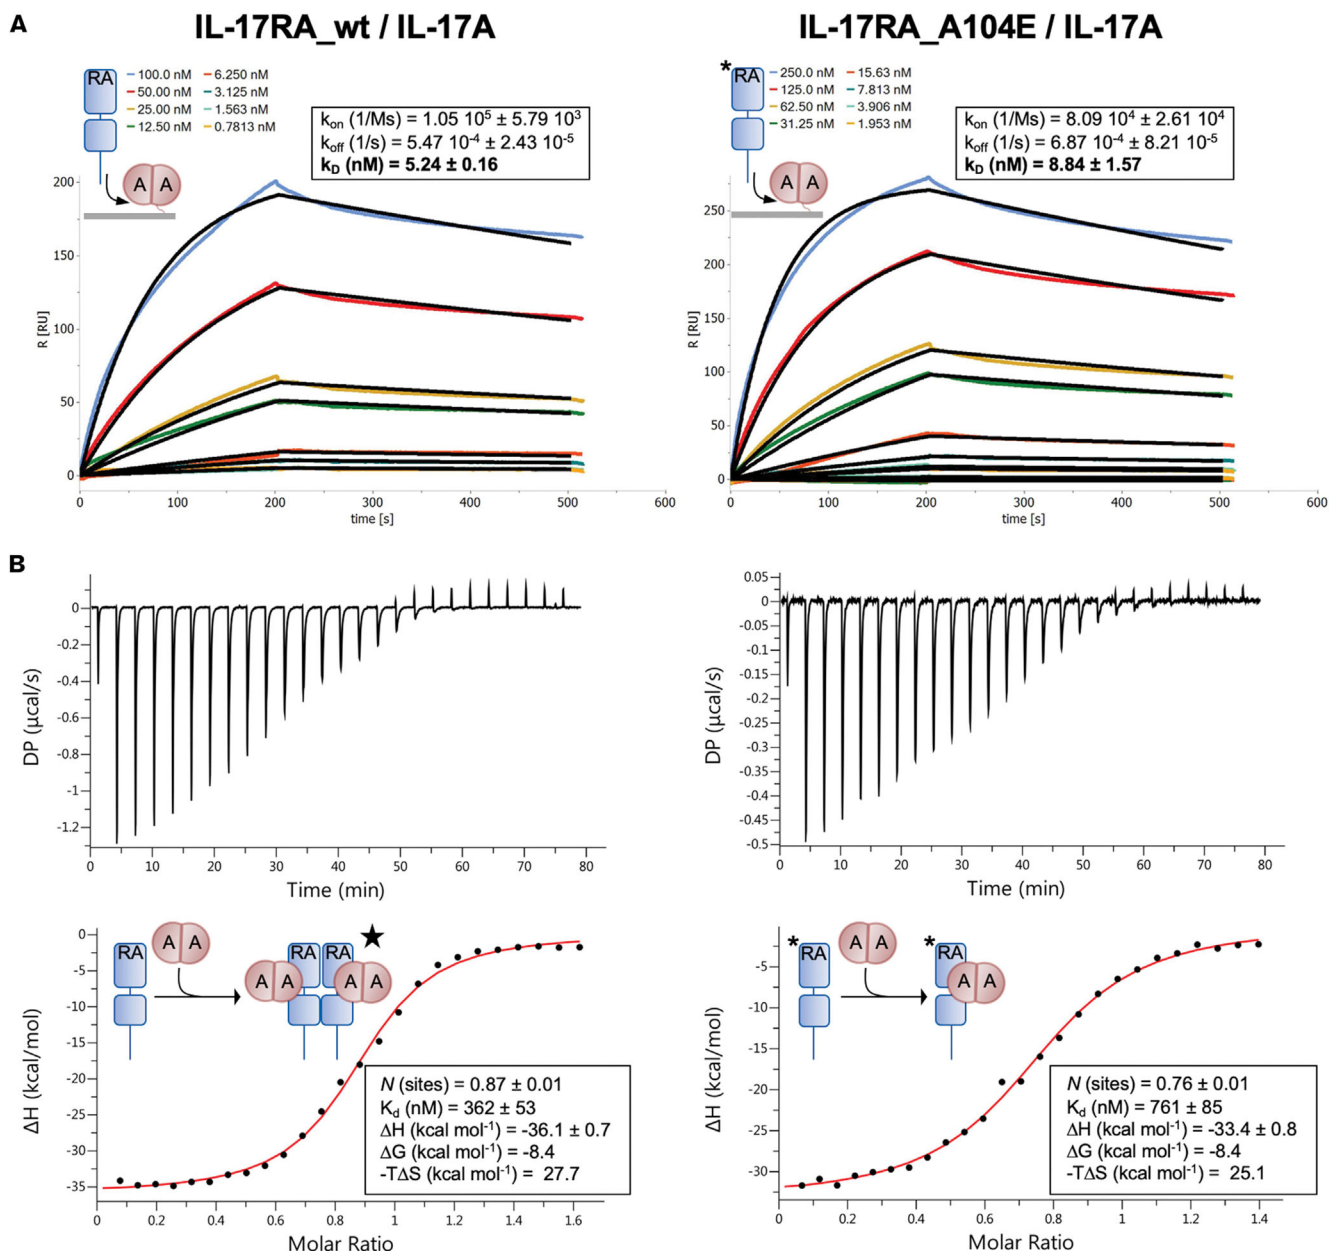 A
IL-17RA_wt / IL-17A
IL-17RA_A104E / IL-17A
RA
100.0 nM 6.250 nM
50.00 nM 3.125 nM
25.00 nM 1.563 nM
12.50 nM 0.7813 nM
kon (1/Ms) = 1.05 10⁵ ± 5.79 10³
koff (1/s) = 5.47 10⁻⁴ ± 2.43 10⁻⁵
kD (nM) = 5.24 ± 0.16
A A
R [RU]
200
150
100
50
0
0 100 200 300 400 500 600
time [s]
* RA
250.0 nM 15.63 nM
125.0 nM 7.813 nM
62.50 nM 3.906 nM
31.25 nM 1.953 nM
kon (1/Ms) = 8.09 10⁴ ± 2.61 10⁴
koff (1/s) = 6.87 10⁻⁴ ± 8.21 10⁻⁵
kD (nM) = 8.84 ± 1.57
A A
R [RU]
250
200
150
100
50
0
0 100 200 300 400 500 600
time [s]
B
DP (µcal/s)
0
-0.2
-0.4
-0.6
-0.8
-1
-1.2
0 10 20 30 40 50 60 70 80
Time (min)
DP (µcal/s)
0.05
0
-0.05
-0.1
-0.15
-0.2
-0.25
-0.3
-0.35
-0.4
-0.45
-0.5
0 10 20 30 40 50 60 70 80
Time (min)
ΔH (kcal/mol)
0
-5
-10
-15
-20
-25
-30
-35
RA
A A
RA RA
A A A A
N (sites) = 0.87 ± 0.01
Kd (nM) = 362 ± 53
ΔH (kcal mol⁻¹) = -36.1 ± 0.7
ΔG (kcal mol⁻¹) = -8.4
-TΔS (kcal mol⁻¹) = 27.7
0 0.2 0.4 0.6 0.8 1 1.2 1.4 1.6
Molar Ratio
ΔH (kcal/mol)
-5
-10
-15
-20
-25
-30
* RA
A A
* RA
A A
N (sites) = 0.76 ± 0.01
Kd (nM) = 761 ± 85
ΔH (kcal mol⁻¹) = -33.4 ± 0.8
ΔG (kcal mol⁻¹) = -8.4
-TΔS (kcal mol⁻¹) = 25.1
0 0.2 0.4 0.6 0.8 1 1.2 1.4
Molar Ratio